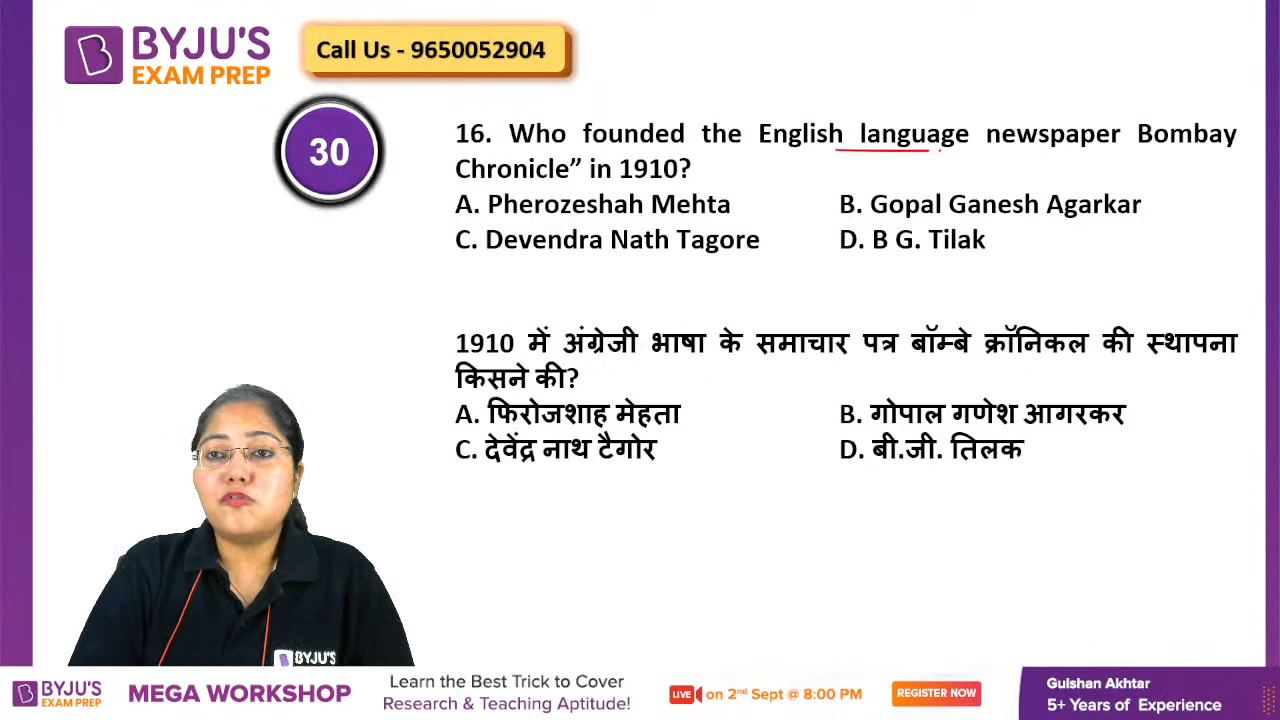 BYJU'S
EXAM PREP
Call Us - 9650052904
30
16. Who founded the English language newspaper Bombay
Chronicle” in 1910?
A. Pherozeshah Mehta B. Gopal Ganesh Agarkar
C. Devendra Nath Tagore D. B G. Tilak
1910 में अंग्रेजी भाषा के समाचार पत्र बॉम्बे क्रॉनिकल की स्थापना
किसने की?
A. फिरोजशाह मेहता B. गोपाल गणेश आगरकर
C. देवेंद्र नाथ टैगोर D. बी.जी. तिलक
BYJU'S
BYJU'S
EXAM PREP
MEGA WORKSHOP
Learn the Best Trick to Cover
Research & Teaching Aptitude!
LIVE on 2nd Sept @ 8:00 PM
REGISTER NOW
Gulshan Akhtar
5+ Years of Experience